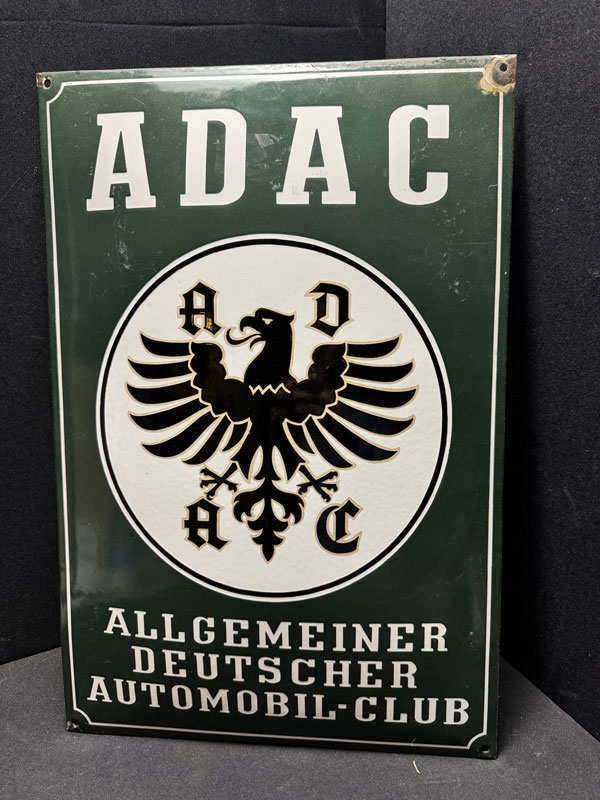 ADAC
A D
A C
ALLGEMEINER
DEUTSCHER
AUTOMOBIL-CLUB